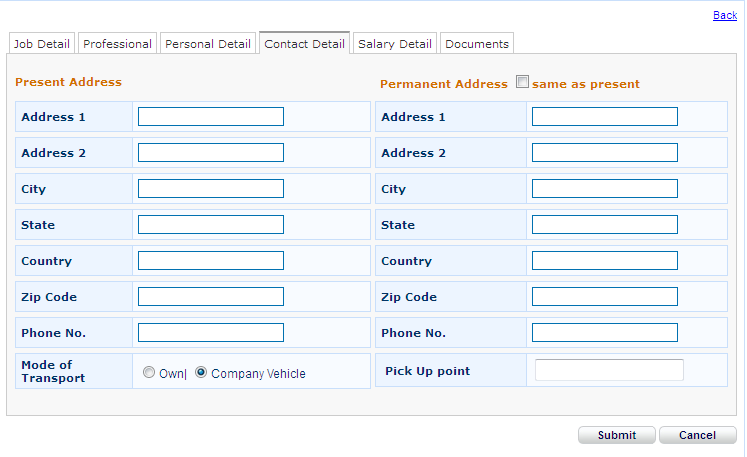 Back
Job Detail Professional Personal Detail Contact Detail Salary Detail Documents
Present Address Permanent Address same as present
Address 1 Address 1
Address 2 Address 2
City City
State State
Country Country
Zip Code Zip Code
Phone No. Phone No.
Mode of
Transport Own| Company Vehicle Pick Up point
Submit Cancel